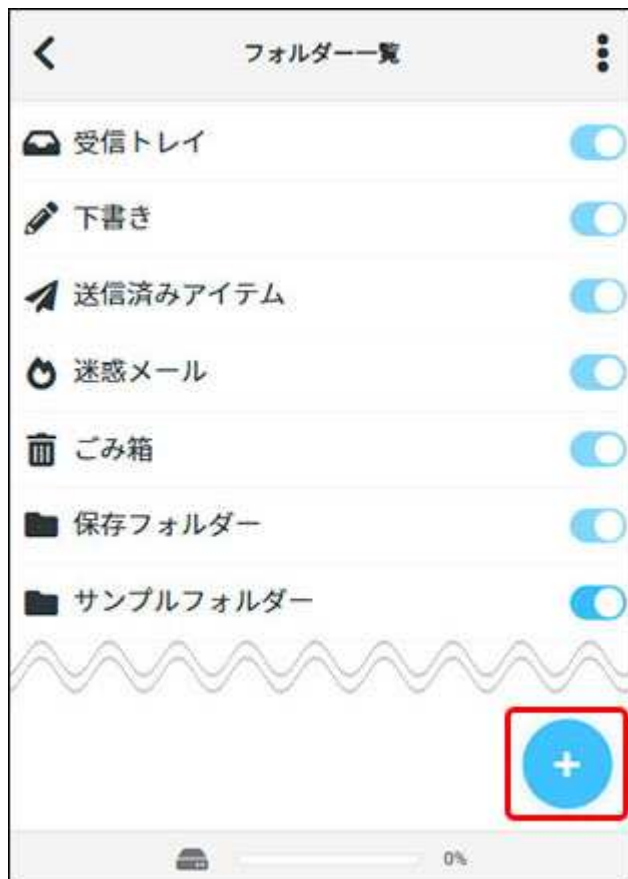 フォルダー一覧
受信トレイ
下書き
送信済みアイテム
迷惑メール
ごみ箱
保存フォルダー
サンプルフォルダー
+
0%